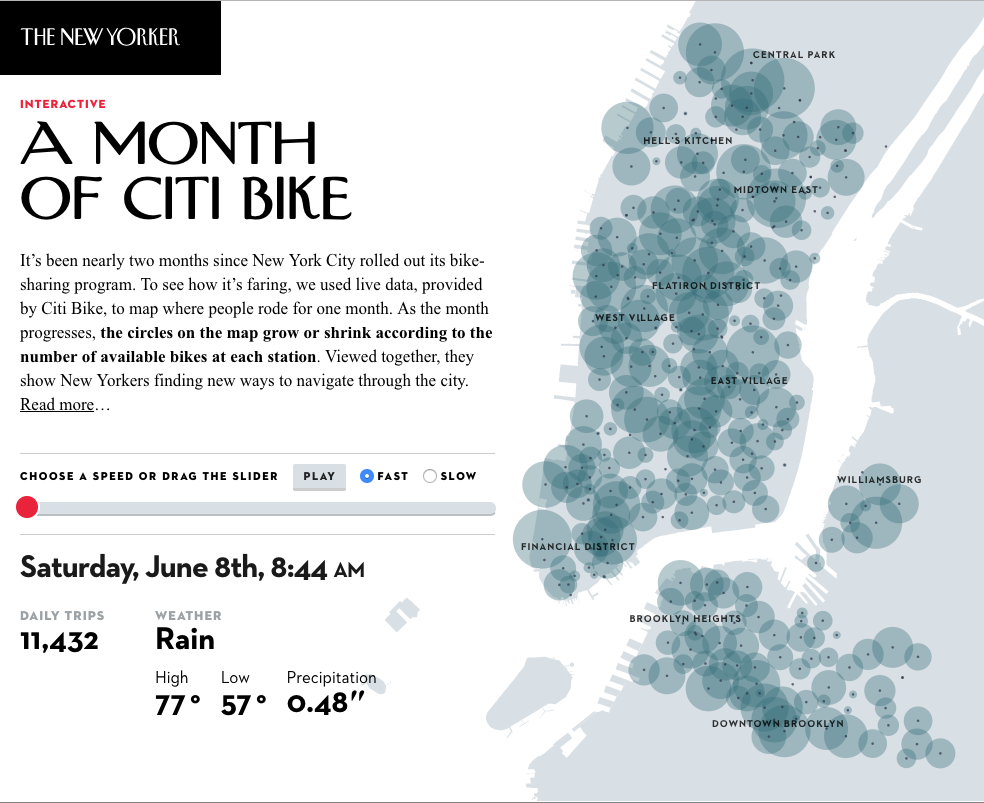 THE NEW YORKER
INTERACTIVE
A MONTH
OF CITI BIKE
It's been nearly two months since New York City rolled out its bike-
sharing program. To see how it's faring, we used live data, provided
by Citi Bike, to map where people rode for one month. As the month
progresses, the circles on the map grow or shrink according to the
number of available bikes at each station. Viewed together, they
show New Yorkers finding new ways to navigate through the city.
Read more…
CHOOSE A SPEED OR DRAG THE SLIDER PLAY FAST SLOW
Saturday, June 8th, 8:44 AM
DAILY TRIPS WEATHER
11,432 Rain
High Low Precipitation
77° 57° 0.48"
CENTRAL PARK
HELL'S KITCHEN
MIDTOWN EAST
FLATIRON DISTRICT
WEST VILLAGE
EAST VILLAGE
WILLIAMSBURG
FINANCIAL DISTRICT
BROOKLYN HEIGHTS
DOWNTOWN BROOKLYN